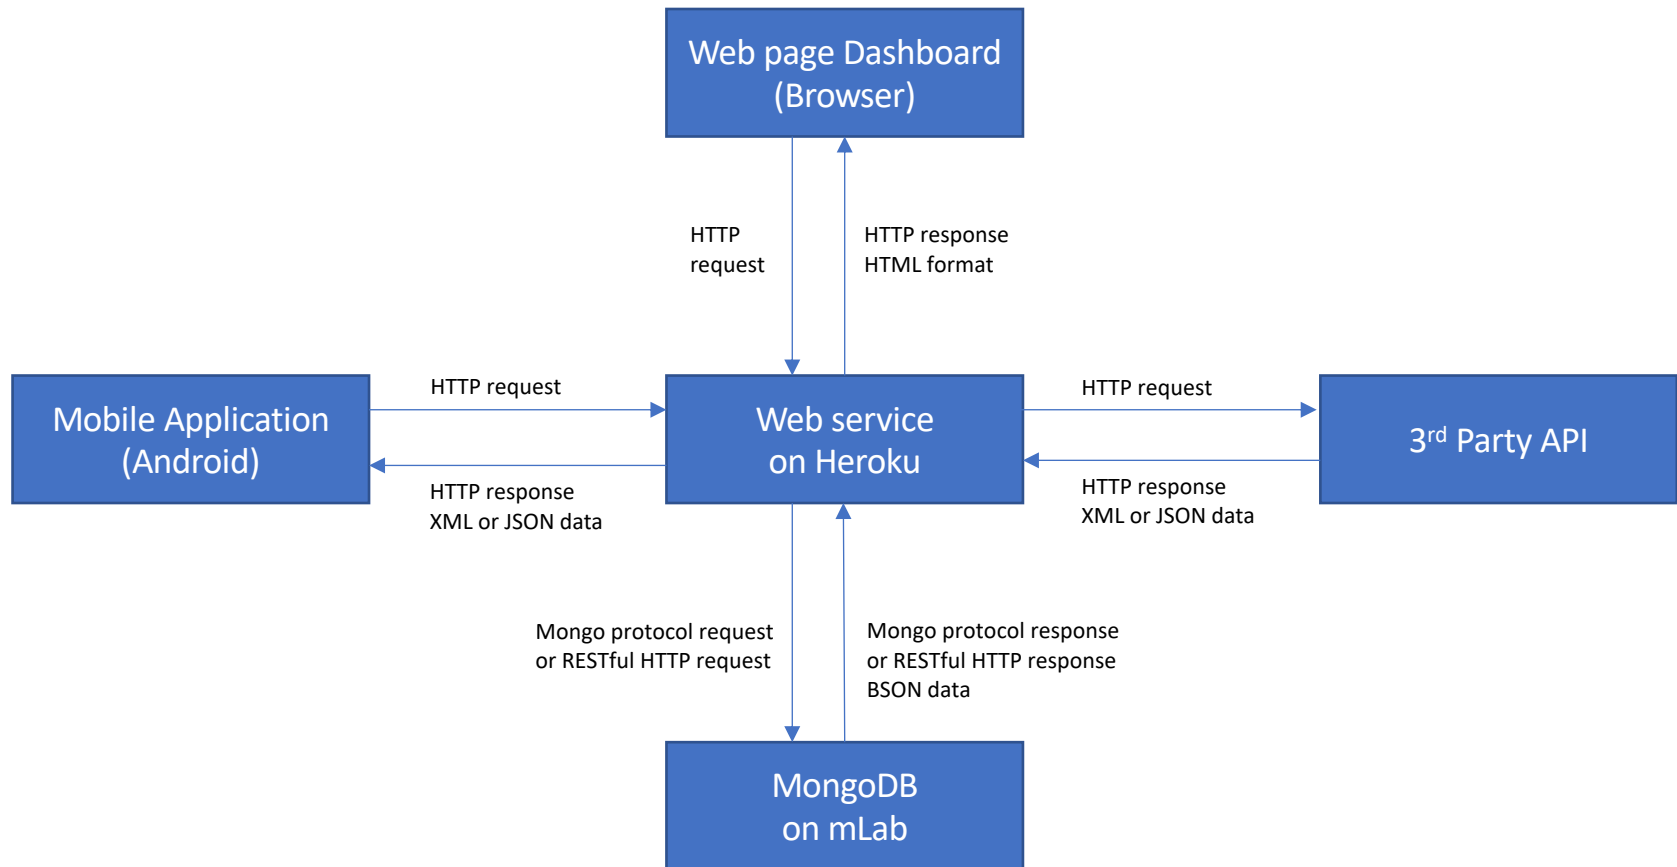 Web page Dashboard
(Browser)
HTTP
request
HTTP response
HTML format
Mobile Application
(Android)
HTTP request
HTTP response
XML or JSON data
Web service
on Heroku
HTTP request
HTTP response
XML or JSON data
3rd Party API
Mongo protocol request
or RESTful HTTP request
Mongo protocol response
or RESTful HTTP response
BSON data
MongoDB
on mLab